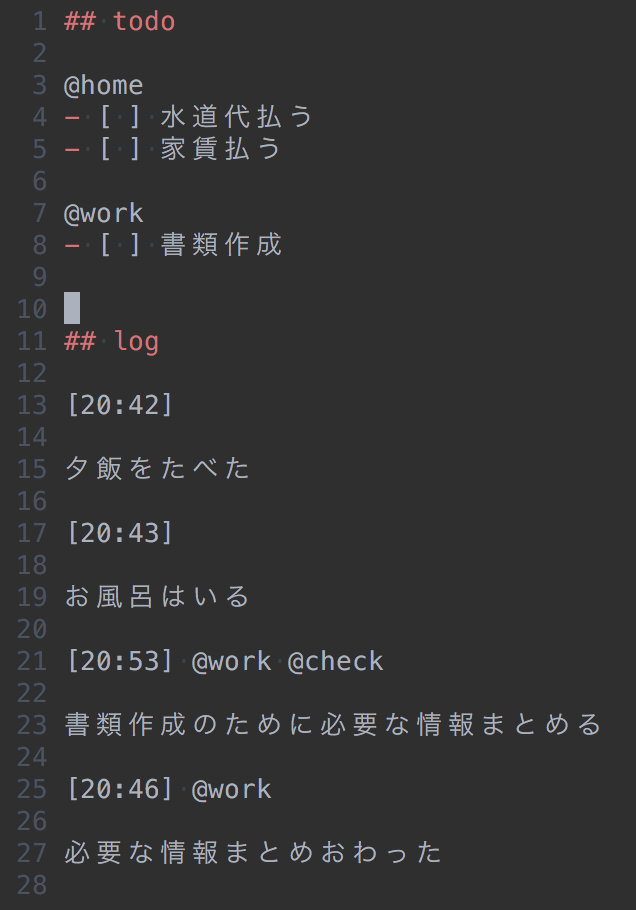 1 ## todo
2
3 @home
4 - [ ] 水道代払う
5 - [ ] 家賃払う
6
7 @work
8 - [ ] 書類作成
9
10
11 ## log
12
13 [20:42]
14
15 夕飯をたべた
16
17 [20:43]
18
19 お風呂はいる
20
21 [20:53] @work @check
22
23 書類作成のために必要な情報まとめる
24
25 [20:46] @work
26
27 必要な情報まとめおわった
28